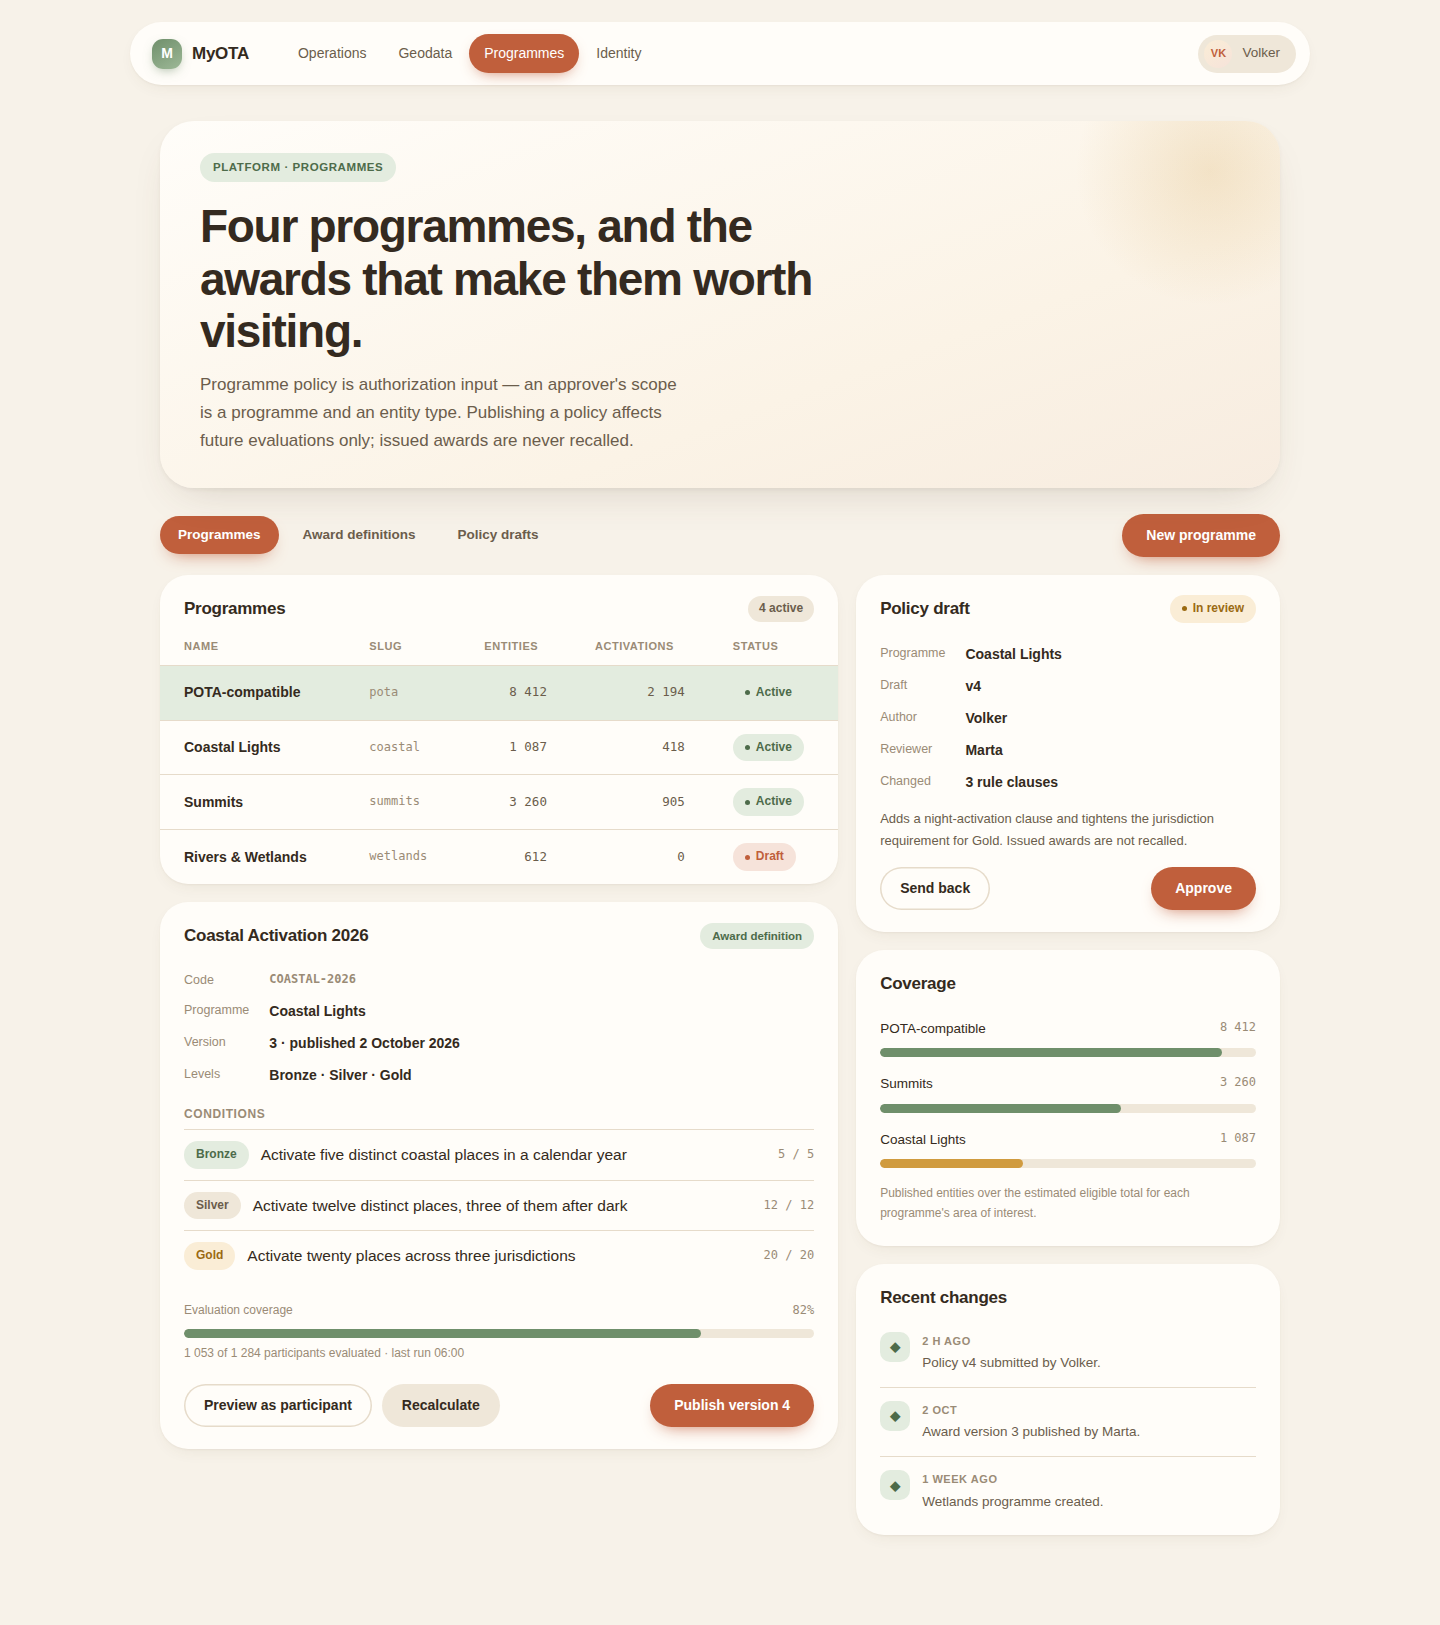 M MyOTA Operations Geodata Programmes Identity VK Volker
PLATFORM · PROGRAMMES
Four programmes, and the
awards that make them worth
visiting.
Programme policy is authorization input — an approver's scope
is a programme and an entity type. Publishing a policy affects
future evaluations only; issued awards are never recalled.
Programmes Award definitions Policy drafts New programme
Programmes 4 active
NAME SLUG ENTITIES ACTIVATIONS STATUS
POTA-compatible pota 8 412 2 194 Active
Coastal Lights coastal 1 087 418 Active
Summits summits 3 260 905 Active
Rivers & Wetlands wetlands 612 0 Draft
Coastal Activation 2026 Award definition
Code COASTAL-2026
Programme Coastal Lights
Version 3 · published 2 October 2026
Levels Bronze · Silver · Gold
CONDITIONS
Bronze Activate five distinct coastal places in a calendar year 5 / 5
Silver Activate twelve distinct places, three of them after dark 12 / 12
Gold Activate twenty places across three jurisdictions 20 / 20
Evaluation coverage 82%
1 053 of 1 284 participants evaluated · last run 06:00
Preview as participant Recalculate Publish version 4
Policy draft In review
Programme Coastal Lights
Draft v4
Author Volker
Reviewer Marta
Changed 3 rule clauses
Adds a night-activation clause and tightens the jurisdiction
requirement for Gold. Issued awards are not recalled.
Send back Approve
Coverage
POTA-compatible 8 412
Summits 3 260
Coastal Lights 1 087
Published entities over the estimated eligible total for each
programme's area of interest.
Recent changes
2 H AGO
Policy v4 submitted by Volker.
2 OCT
Award version 3 published by Marta.
1 WEEK AGO
Wetlands programme created.